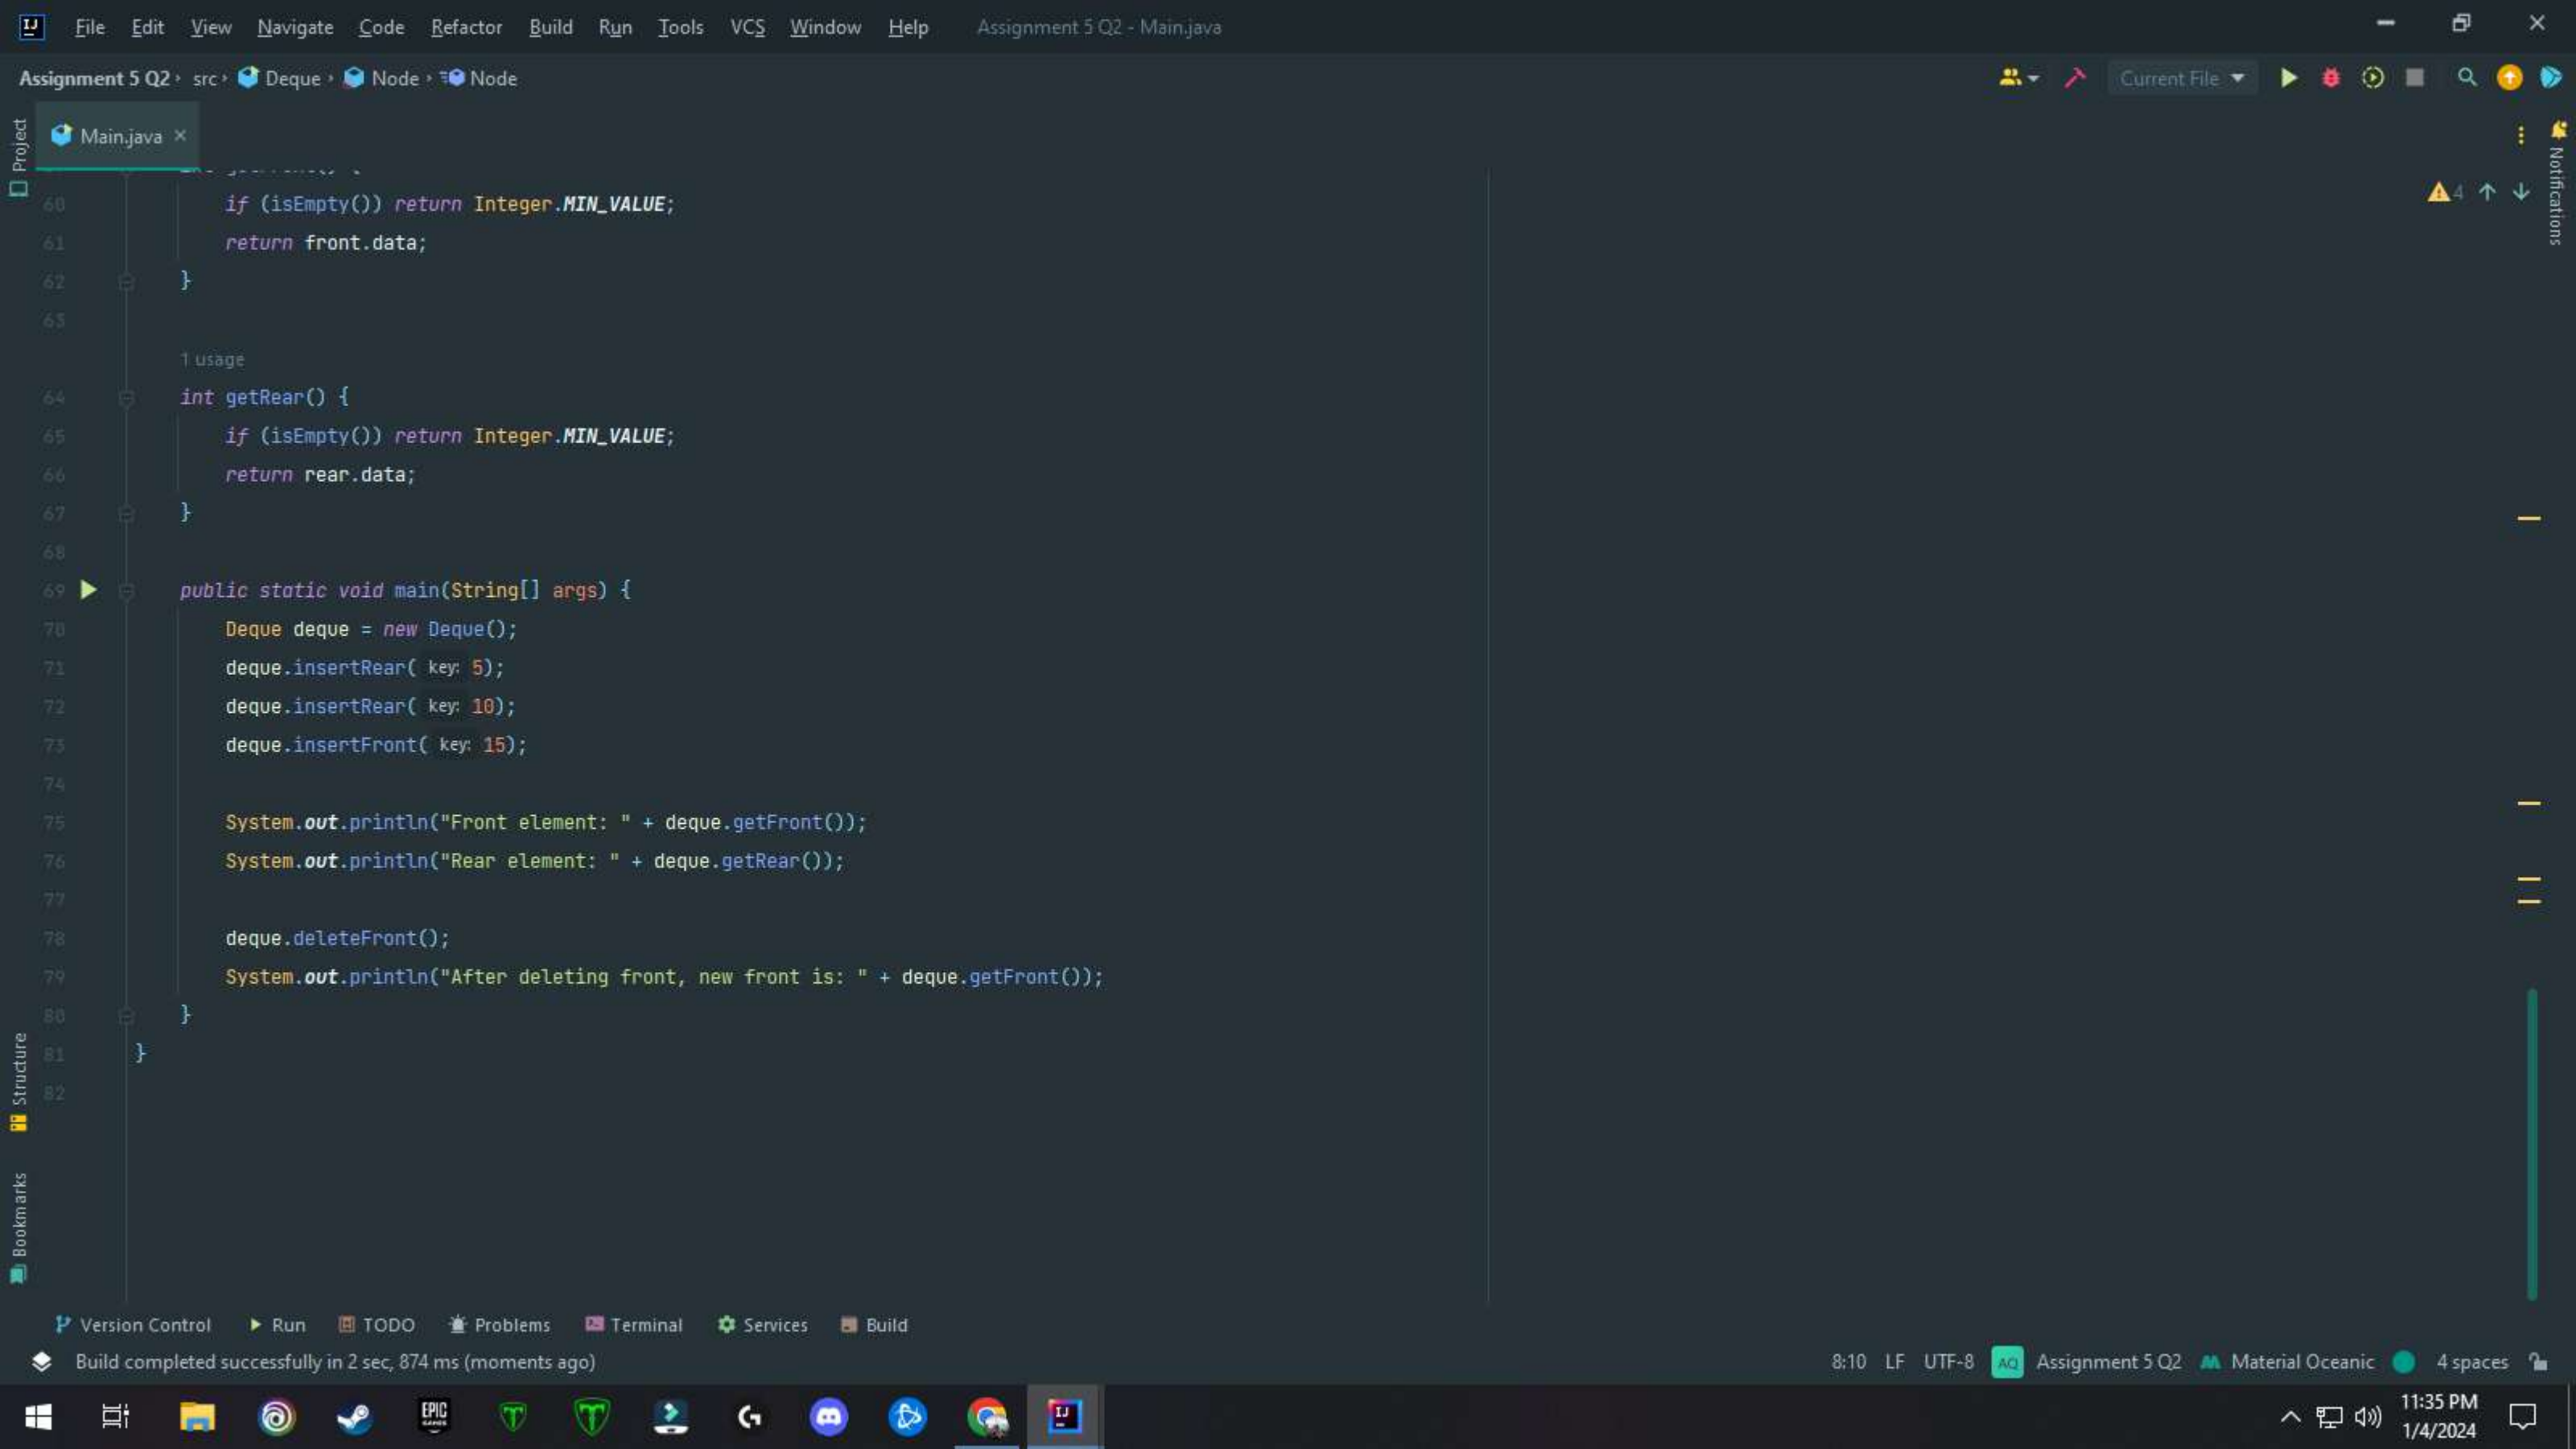 File Edit View Navigate Code Refactor Build Run Tools VCS Window Help Assignment 5 Q2 - Main.java
Assignment 5 Q2 src Deque Node Node Current File
Project
Main.java
Notifications
4
60 if (isEmpty()) return Integer.MIN_VALUE;
61 return front.data;
62 }
63
1 usage
64 int getRear() {
65 if (isEmpty()) return Integer.MIN_VALUE;
66 return rear.data;
67 }
68
69 public static void main(String[] args) {
70 Deque deque = new Deque();
71 deque.insertRear( key: 5);
72 deque.insertRear( key: 10);
73 deque.insertFront( key: 15);
74
75 System.out.println("Front element: " + deque.getFront());
76 System.out.println("Rear element: " + deque.getRear());
77
78 deque.deleteFront();
79 System.out.println("After deleting front, new front is: " + deque.getFront());
80 }
81 }
82
Structure
Bookmarks
Version Control Run TODO Problems Terminal Services Build
Build completed successfully in 2 sec, 874 ms (moments ago) 8:10 LF UTF-8 AQ Assignment 5 Q2 Material Oceanic 4 spaces
EPIC GAMES
IJ
11:35 PM
1/4/2024